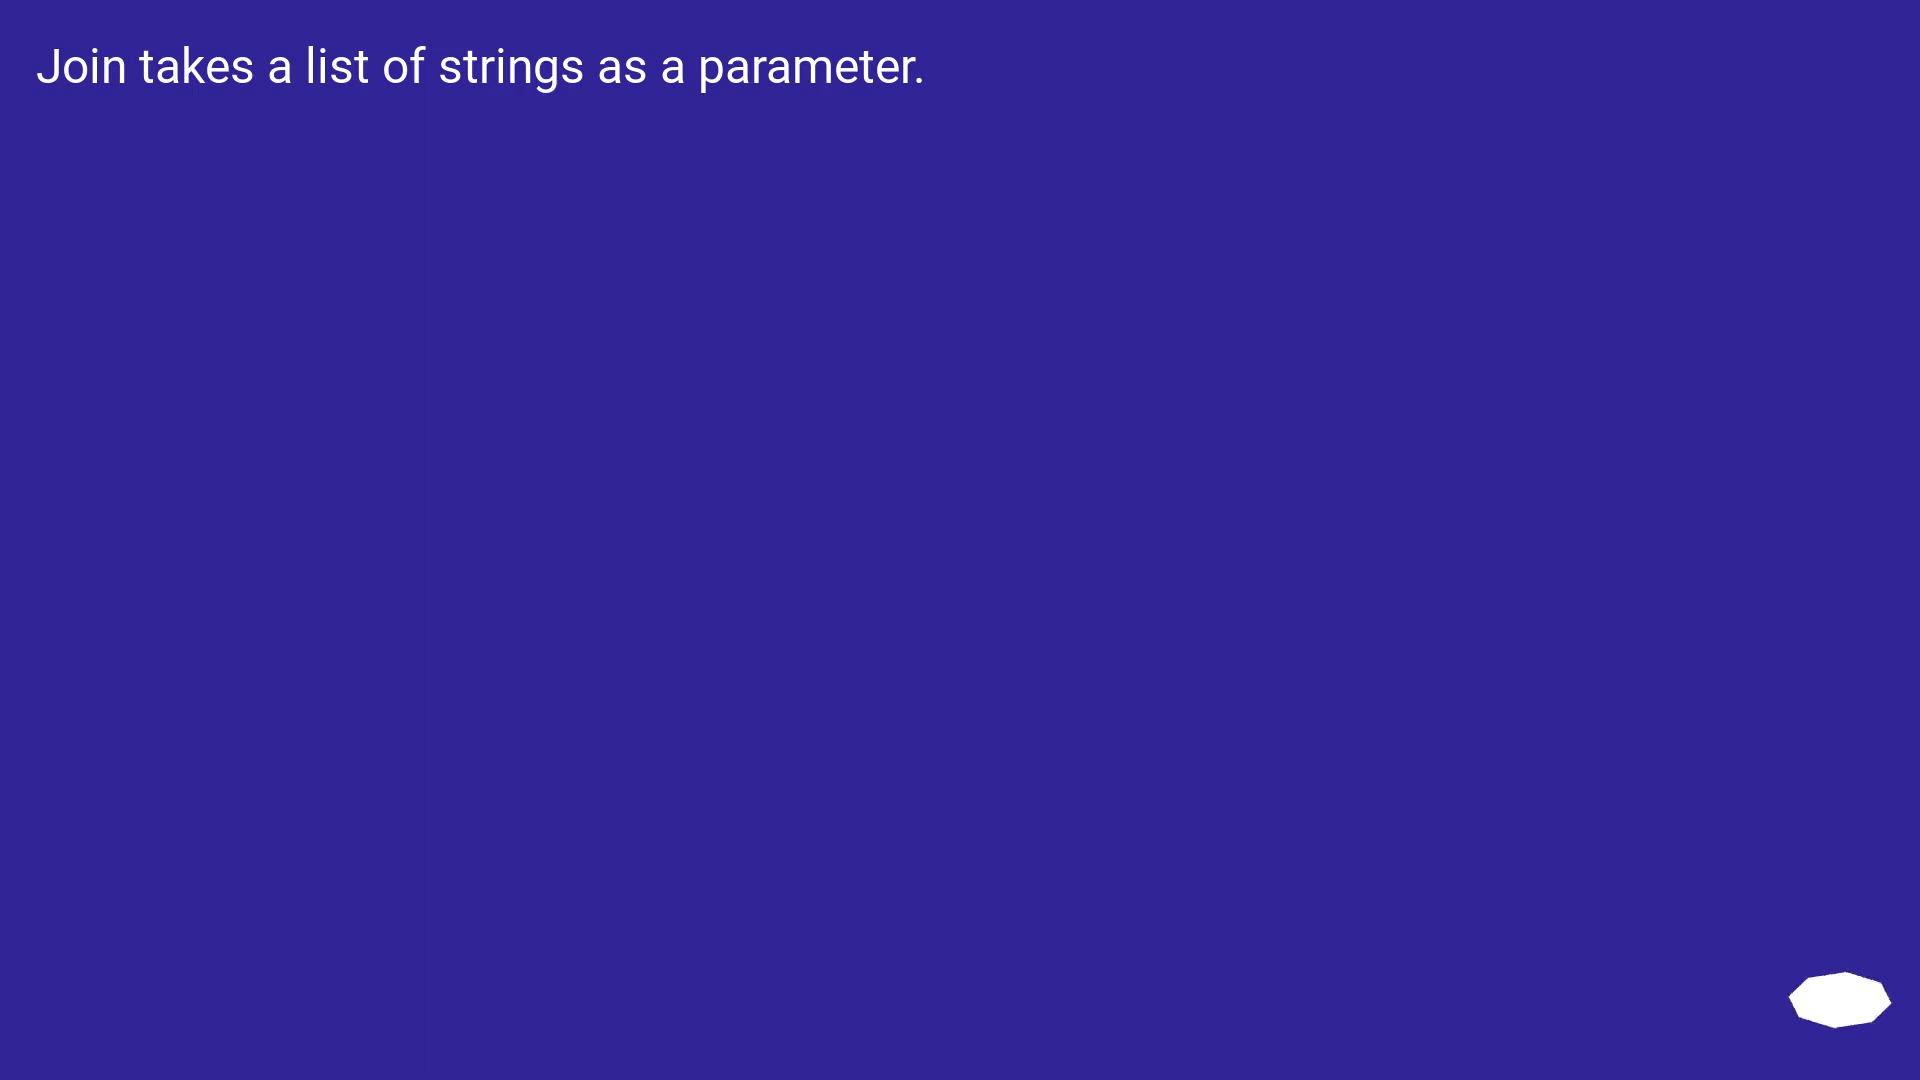 Join takes a list of strings as a parameter.